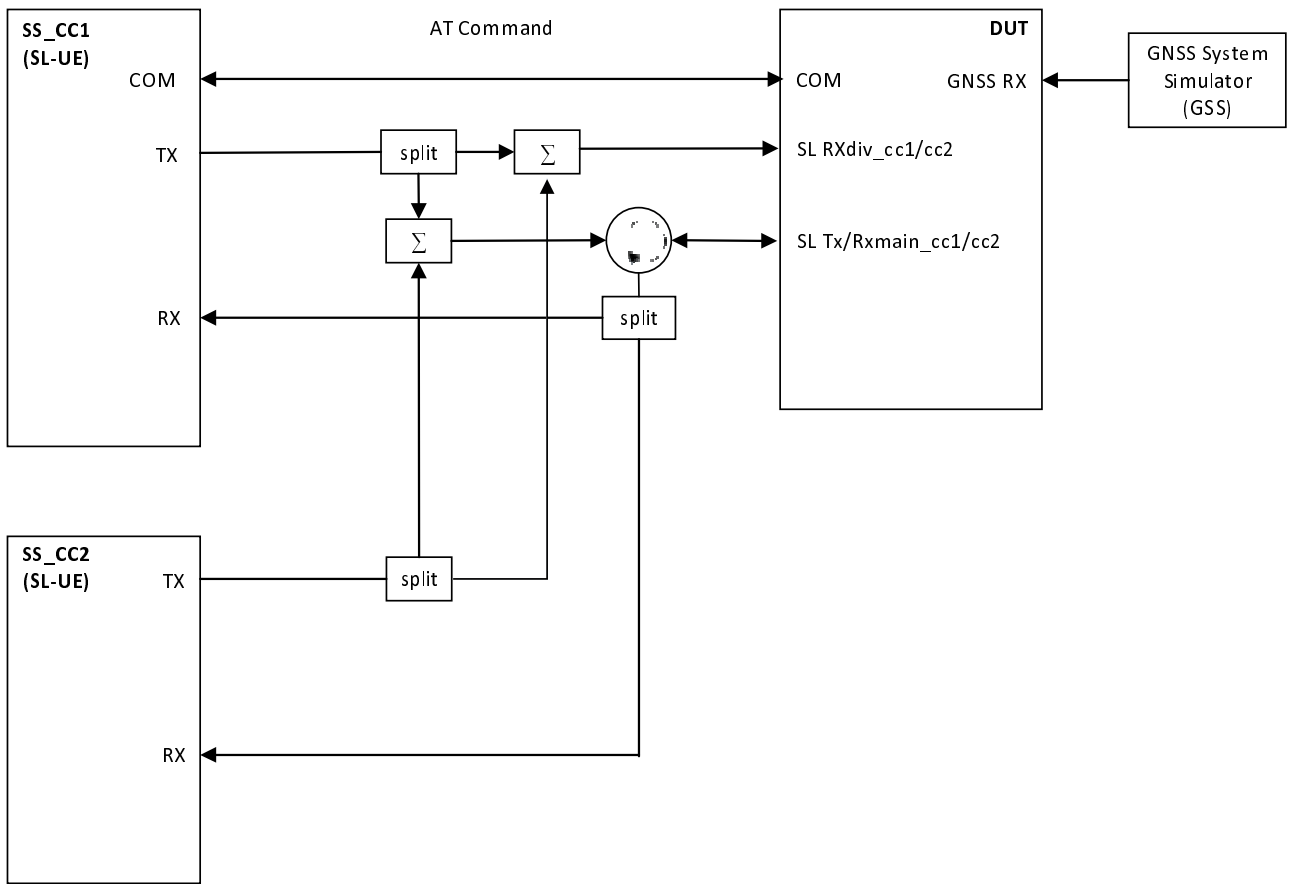 SS_CC1
(SL-UE)
AT Command
DUT
GNSS System
Simulator
(GSS)
COM
COM
GNSS RX
TX
split
∑
SL RXdiv_cc1/cc2
∑
SL Tx/Rxmain_cc1/cc2
RX
split
SS_CC2
(SL-UE)
TX
split
RX